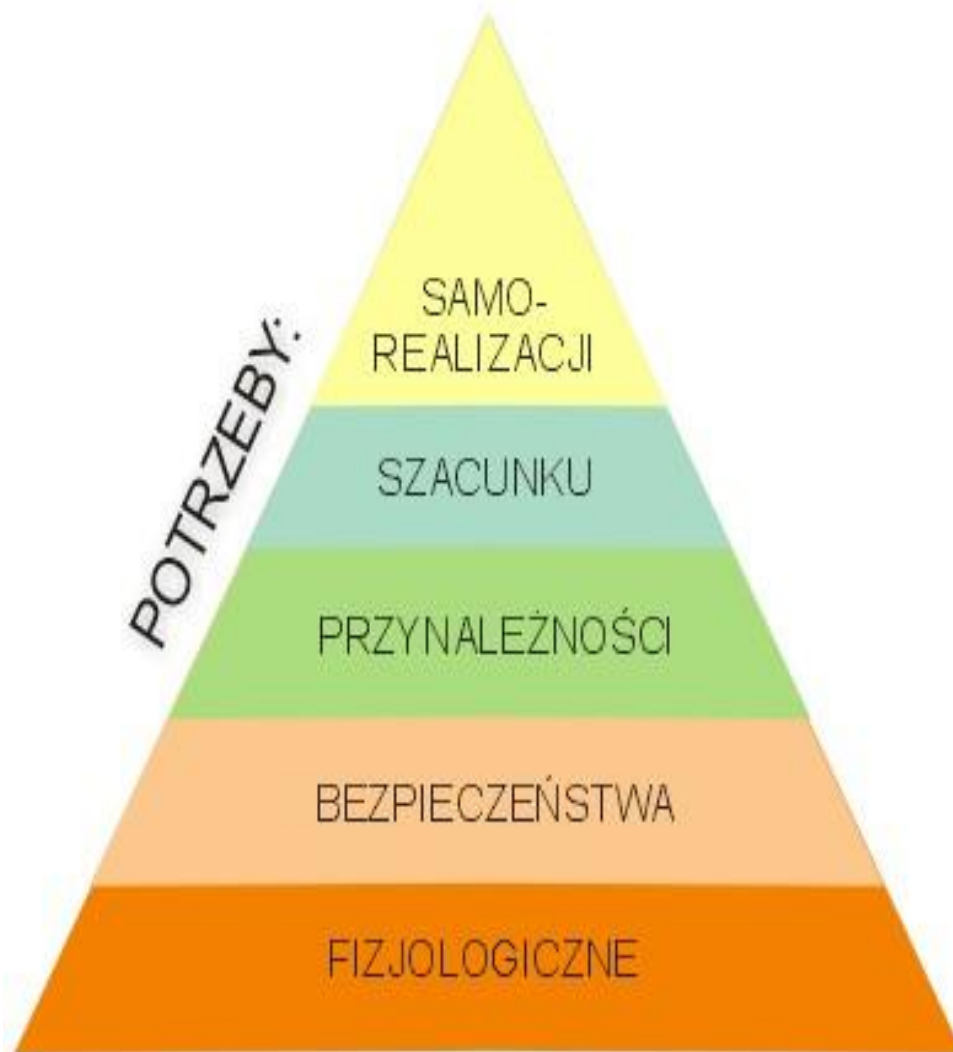 POTRZEBY:
SAMO-
REALIZACJI
SZACUNKU
PRZYNALEŻNOŚCI
BEZPIECZEŃSTWA
FIZJOLOGICZNE